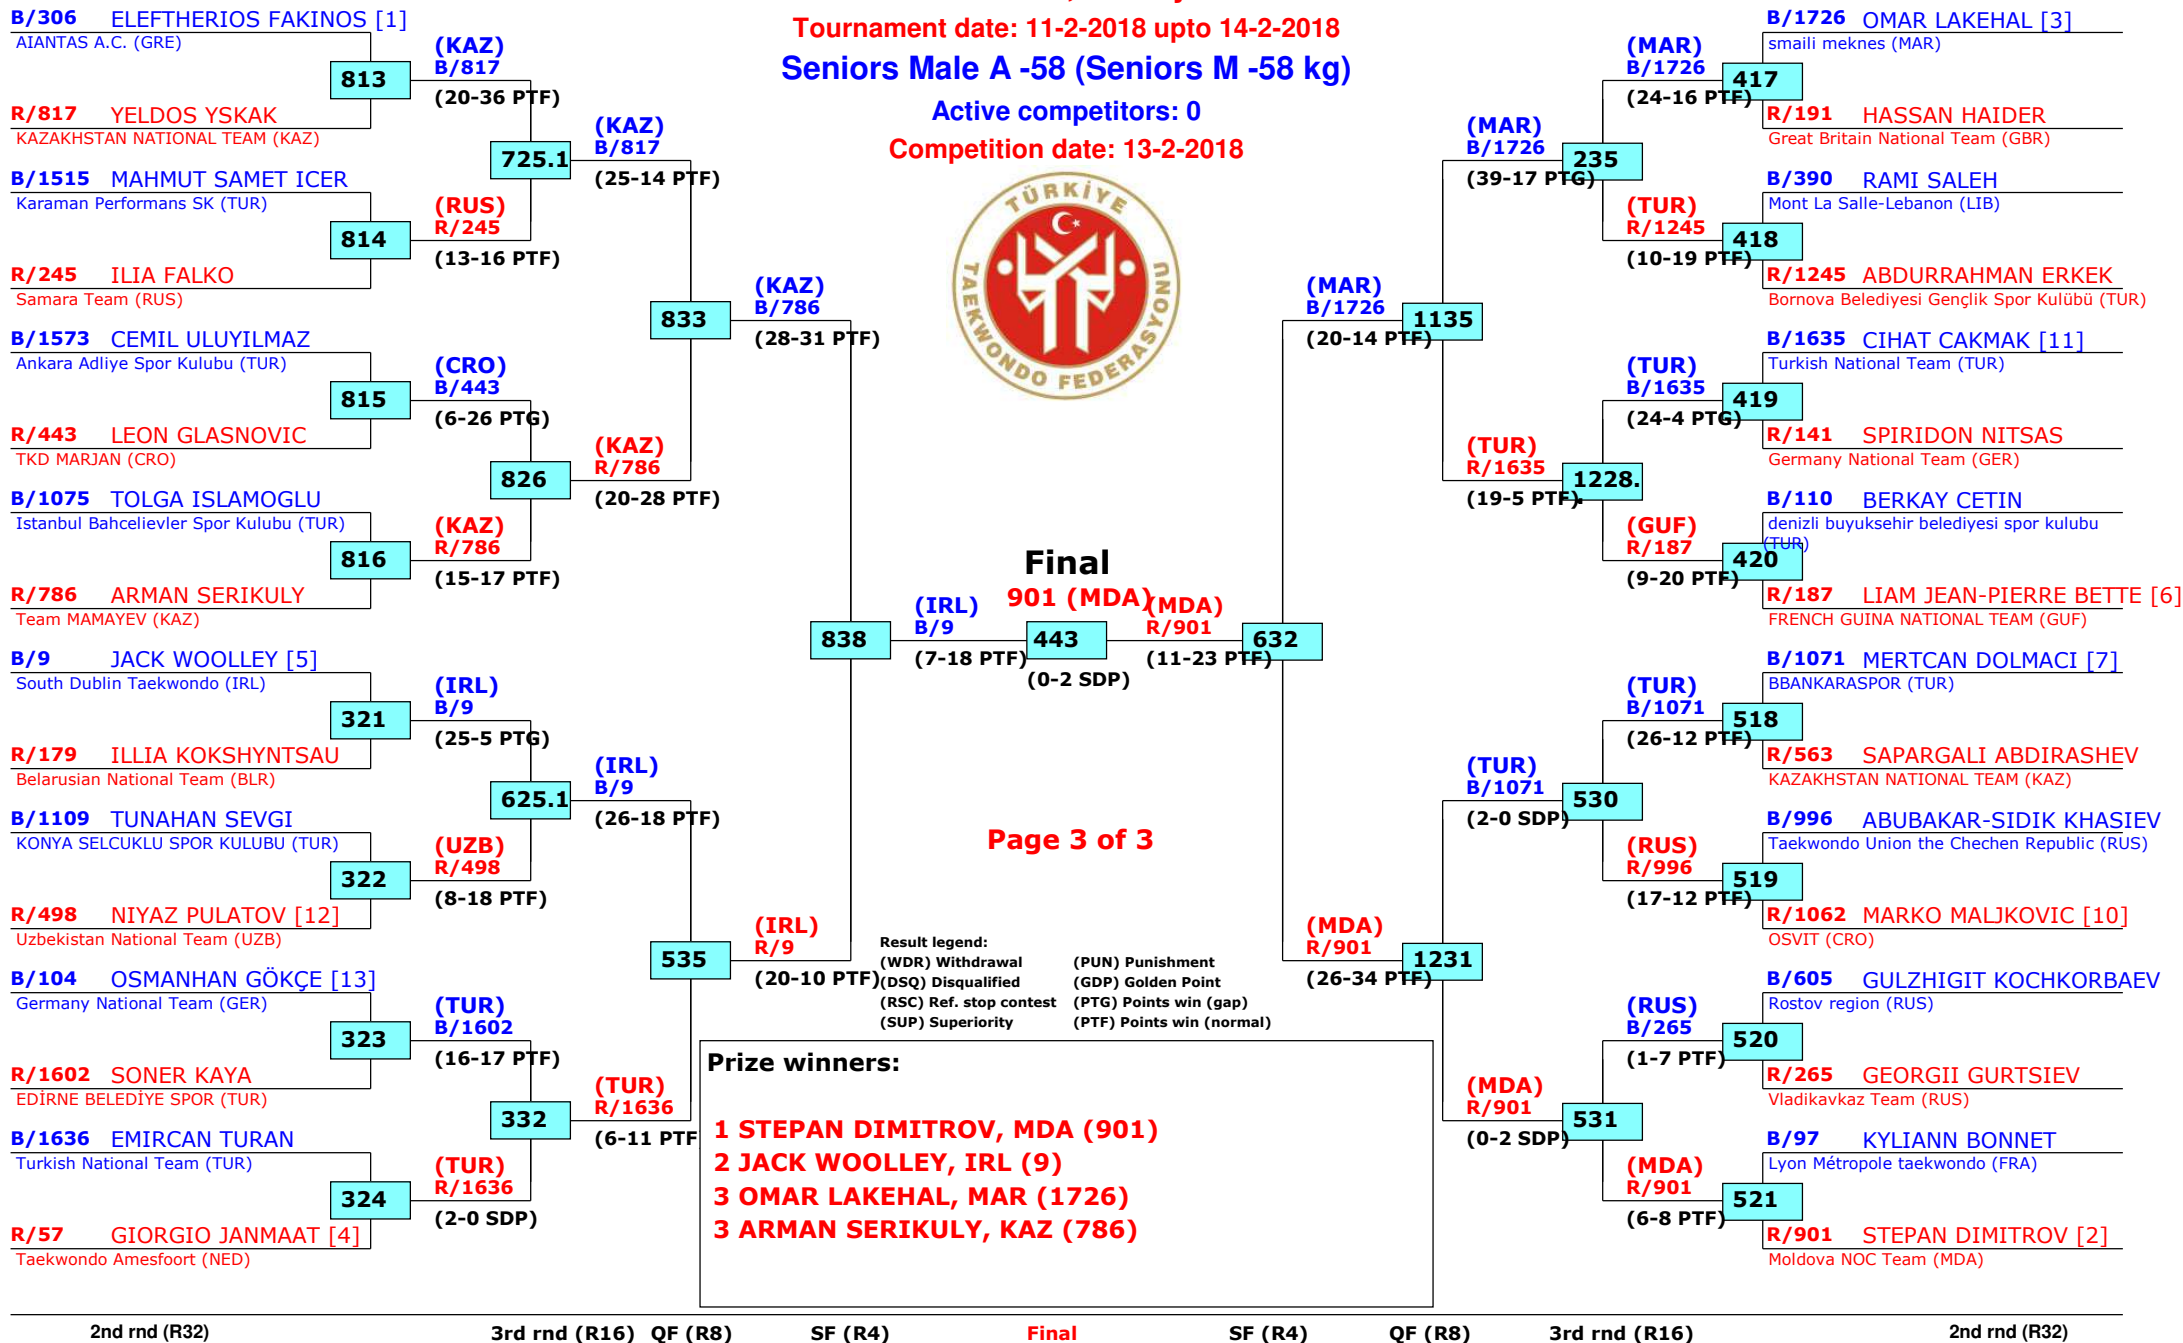 Tournament date: 11-2-2018 upto 14-2-2018
Seniors Male A -58 (Seniors M -58 kg)
Active competitors: 0
Competition date: 13-2-2018
TÜRKİYE
TAEKWONDO FEDERASYONU
B/306 ELEFTHERIOS FAKINOS [1]
AIANTAS A.C. (GRE)
813
R/817 YELDOS YSKAK
KAZAKHSTAN NATIONAL TEAM (KAZ)
B/1515 MAHMUT SAMET ICER
Karaman Performans SK (TUR)
814
R/245 ILIA FALKO
Samara Team (RUS)
B/1573 CEMIL ULUYILMAZ
Ankara Adliye Spor Kulubu (TUR)
815
R/443 LEON GLASNOVIC
TKD MARJAN (CRO)
B/1075 TOLGA ISLAMOGLU
Istanbul Bahcelievler Spor Kulubu (TUR)
816
R/786 ARMAN SERIKULY
Team MAMAYEV (KAZ)
B/9 JACK WOOLLEY [5]
South Dublin Taekwondo (IRL)
321
R/179 ILLIA KOKSHYNTSAU
Belarusian National Team (BLR)
B/1109 TUNAHAN SEVGI
KONYA SELCUKLU SPOR KULUBU (TUR)
322
R/498 NIYAZ PULATOV [12]
Uzbekistan National Team (UZB)
B/104 OSMANHAN GÖKÇE [13]
Germany National Team (GER)
323
R/1602 SONER KAYA
EDİRNE BELEDİYE SPOR (TUR)
B/1636 EMIRCAN TURAN
Turkish National Team (TUR)
324
R/57 GIORGIO JANMAAT [4]
Taekwondo Amesfoort (NED)
(KAZ)
B/817
(20-36 PTF)
725.1
(RUS)
R/245
(13-16 PTF)
(CRO)
B/443
(6-26 PTG)
826
(KAZ)
R/786
(15-17 PTF)
(IRL)
B/9
(25-5 PTG)
625.1
(UZB)
R/498
(8-18 PTF)
(TUR)
B/1602
(16-17 PTF)
332
(TUR)
R/1636
(2-0 SDP)
(KAZ)
B/817
(25-14 PTF)
833
(KAZ)
R/786
(20-28 PTF)
(IRL)
B/9
(26-18 PTF)
535
(TUR)
R/1636
(6-11 PTF
(KAZ)
B/786
(28-31 PTF)
838
(IRL)
R/9
(20-10 PTF)
(IRL)
B/9
(7-18 PTF)
Final
901 (MDA)
443
(0-2 SDP)
(MDA)
R/901
(11-23 PTF)
632
(MAR)
B/1726
(20-14 PTF)
1135
(MDA)
R/901
(26-34 PTF)
1231
(MAR)
B/1726
(39-17 PTG)
235
(TUR)
R/1635
(19-5 PTF)
1228.
(TUR)
B/1071
(2-0 SDP)
530
(MDA)
R/901
(0-2 SDP)
531
(MAR)
B/1726
(24-16 PTF)
417
(TUR)
R/1245
(10-19 PTF)
418
(TUR)
B/1635
(24-4 PTG)
419
(GUF)
R/187
(9-20 PTF)
420
(TUR)
B/1071
(26-12 PTF)
518
(RUS)
R/996
(17-12 PTF)
519
(RUS)
B/265
(1-7 PTF)
520
(MDA)
R/901
(6-8 PTF)
521
B/1726 OMAR LAKEHAL [3]
smaili meknes (MAR)
R/191 HASSAN HAIDER
Great Britain National Team (GBR)
B/390 RAMI SALEH
Mont La Salle-Lebanon (LIB)
R/1245 ABDURRAHMAN ERKEK
Bornova Belediyesi Gençlik Spor Kulübü (TUR)
B/1635 CIHAT CAKMAK [11]
Turkish National Team (TUR)
R/141 SPIRIDON NITSAS
Germany National Team (GER)
B/110 BERKAY CETIN
denizli buyuksehir belediyesi spor kulubu
(TUR)
R/187 LIAM JEAN-PIERRE BETTE [6]
FRENCH GUINA NATIONAL TEAM (GUF)
B/1071 MERTCAN DOLMACI [7]
BBANKARASPOR (TUR)
R/563 SAPARGALI ABDIRASHEV
KAZAKHSTAN NATIONAL TEAM (KAZ)
B/996 ABUBAKAR-SIDIK KHASIEV
Taekwondo Union the Chechen Republic (RUS)
R/1062 MARKO MALJKOVIC [10]
OSVIT (CRO)
B/605 GULZHIGIT KOCHKORBAEV
Rostov region (RUS)
R/265 GEORGII GURTSIEV
Vladikavkaz Team (RUS)
B/97 KYLIANN BONNET
Lyon Métropole taekwondo (FRA)
R/901 STEPAN DIMITROV [2]
Moldova NOC Team (MDA)
Page 3 of 3
Result legend:
(WDR) Withdrawal (PUN) Punishment
(DSQ) Disqualified (GDP) Golden Point
(RSC) Ref. stop contest (PTG) Points win (gap)
(SUP) Superiority (PTF) Points win (normal)
Prize winners:
1 STEPAN DIMITROV, MDA (901)
2 JACK WOOLLEY, IRL (9)
3 OMAR LAKEHAL, MAR (1726)
3 ARMAN SERIKULY, KAZ (786)
2nd rnd (R32) 3rd rnd (R16) QF (R8) SF (R4) Final SF (R4) QF (R8) 3rd rnd (R16) 2nd rnd (R32)